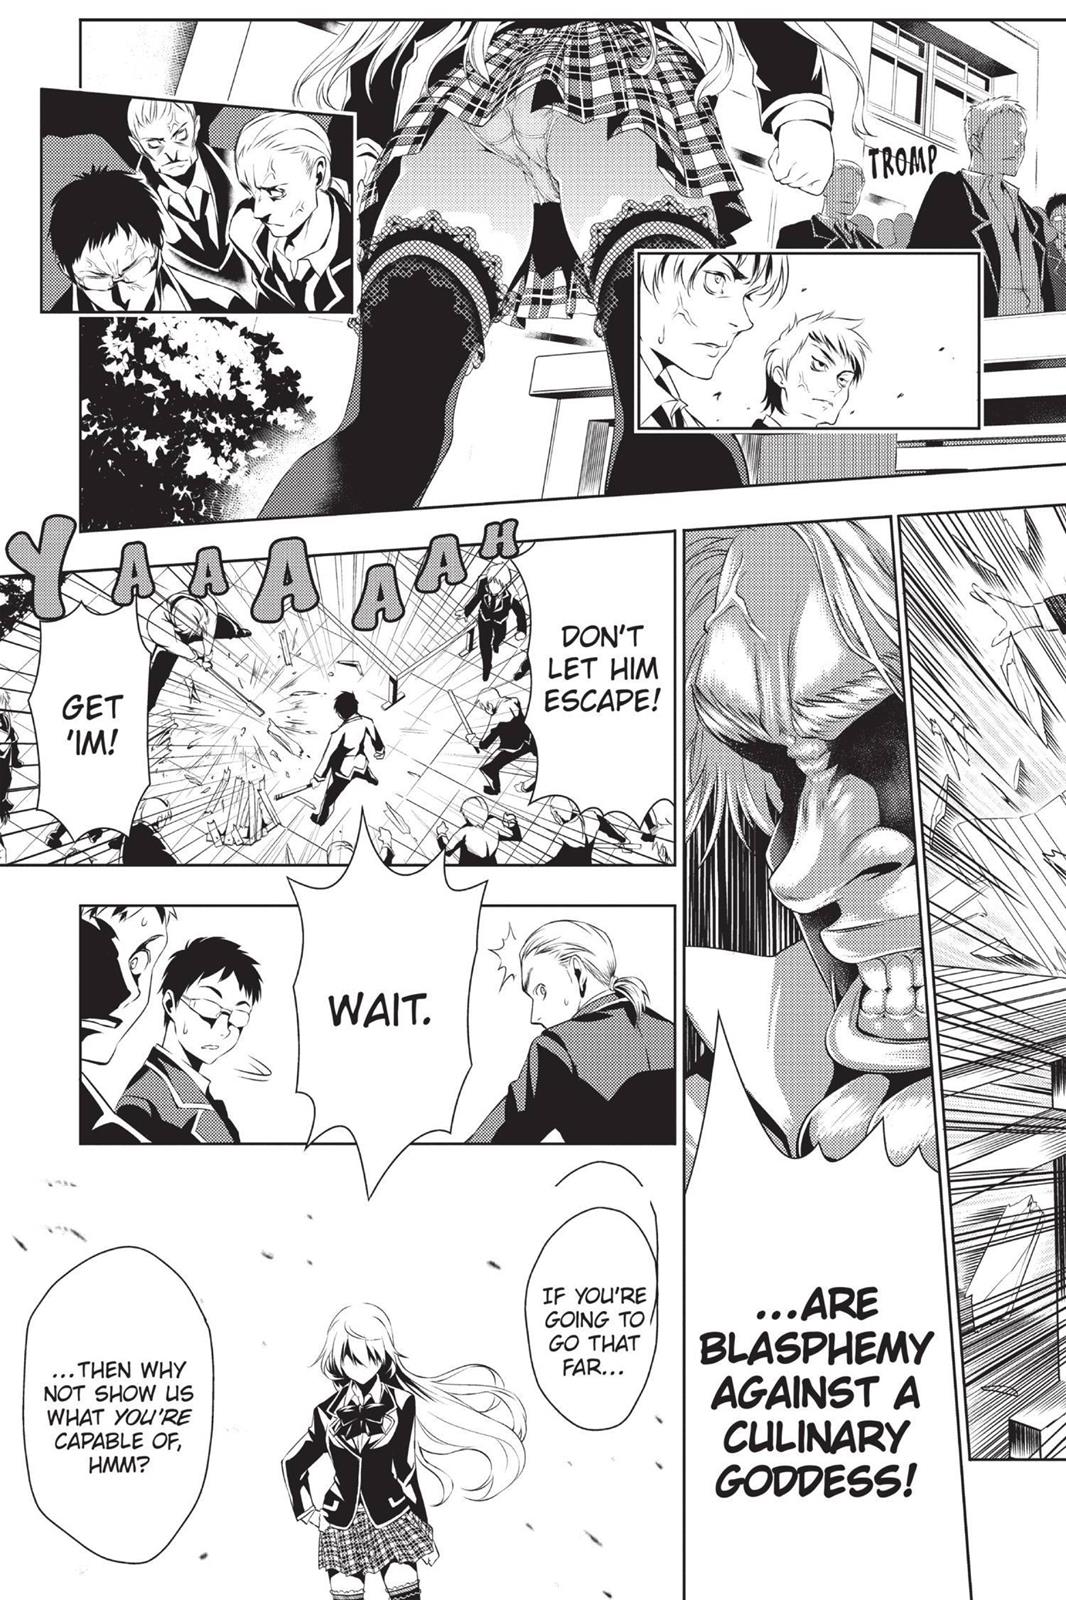 TROMP
...ARE
BLASPHEMY
AGAINST A
CULINARY
GODDESS!
DON'T
LET HIM
ESCAPE!
YAAAAAH
GET
'IM!
WAIT.
IF YOU'RE
GOING TO
GO THAT
FAR...
...THEN WHY
NOT SHOW US
WHAT YOU'RE
CAPABLE OF,
HMM?